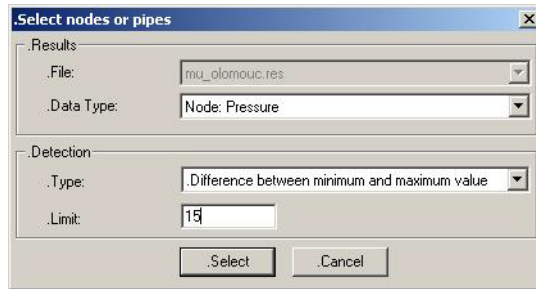 .Select nodes or pipes
.Results
.File: mu_olomouc.res
.Data Type: Node: Pressure
.Detection
.Type: .Difference between minimum and maximum value
.Limit: 15
.Select .Cancel